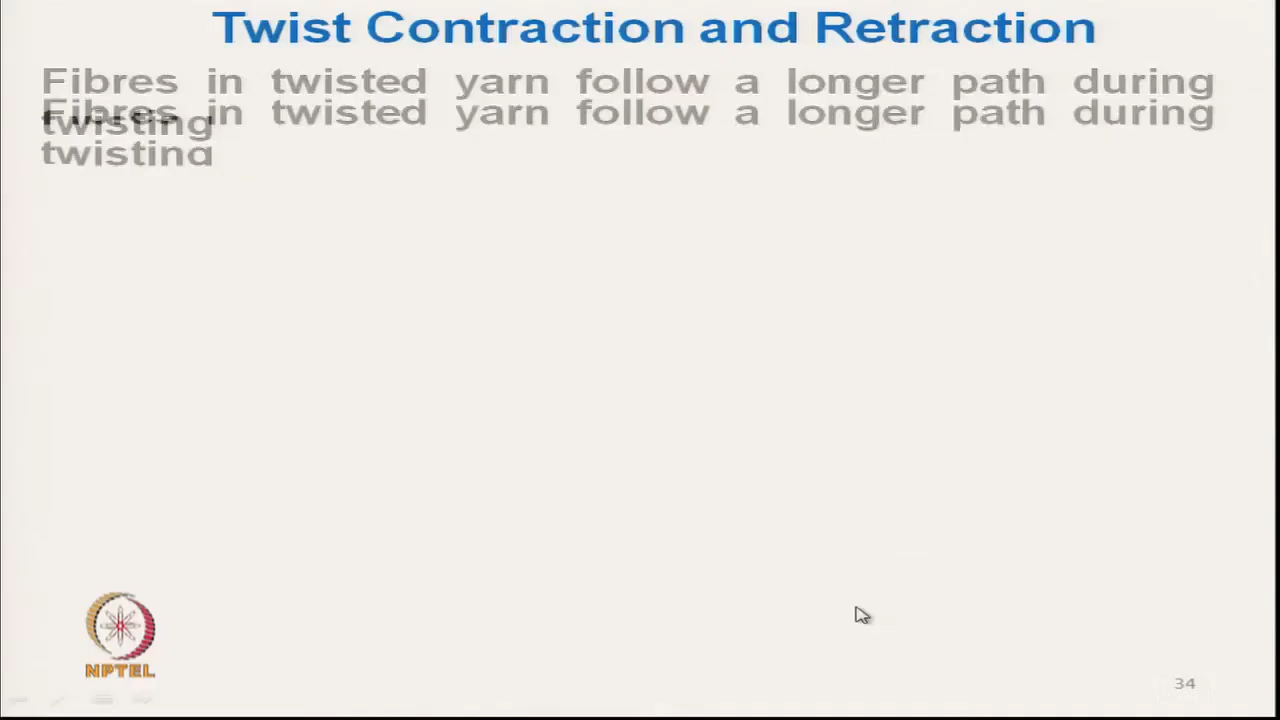 Twist Contraction and Retraction
Fibres in twisted yarn follow a longer path during
Fibres in twisted yarn follow a longer path during
twisting
twisting
NPTEL
34